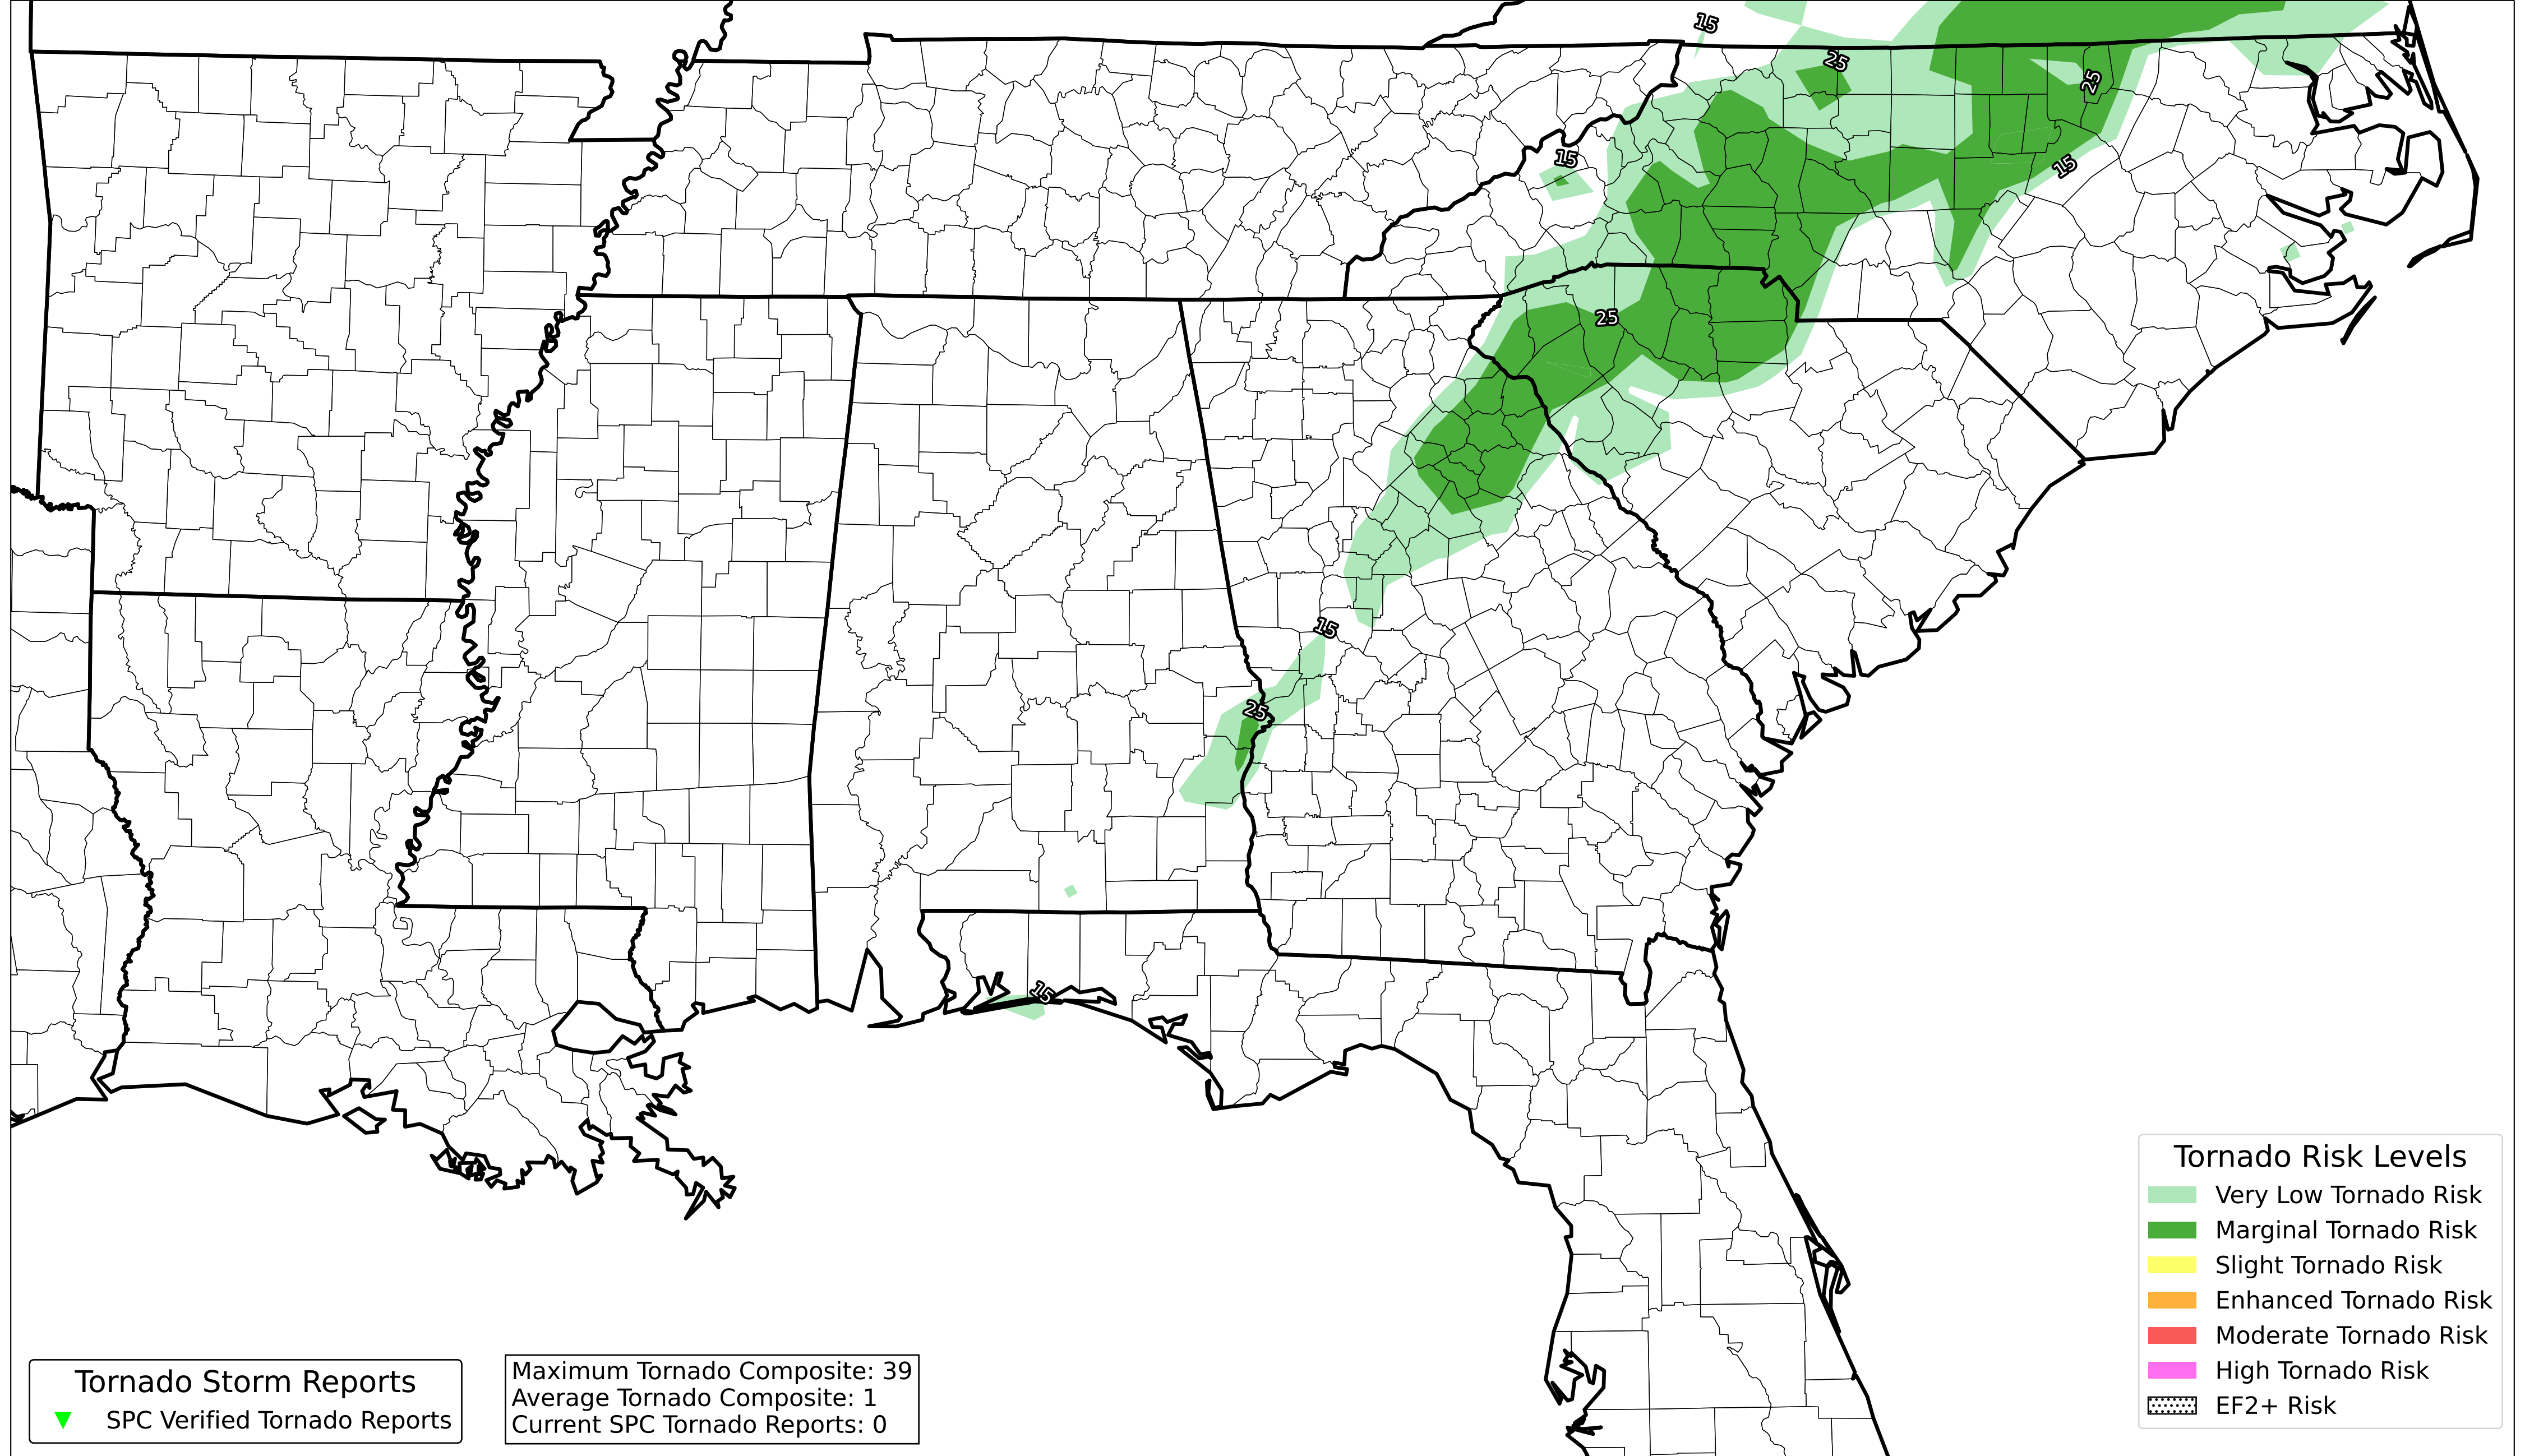 15
25
25
15
15
25
15
25
15
Tornado Risk Levels
Very Low Tornado Risk
Marginal Tornado Risk
Slight Tornado Risk
Enhanced Tornado Risk
Moderate Tornado Risk
High Tornado Risk
EF2+ Risk
Tornado Storm Reports
SPC Verified Tornado Reports
Maximum Tornado Composite: 39
Average Tornado Composite: 1
Current SPC Tornado Reports: 0